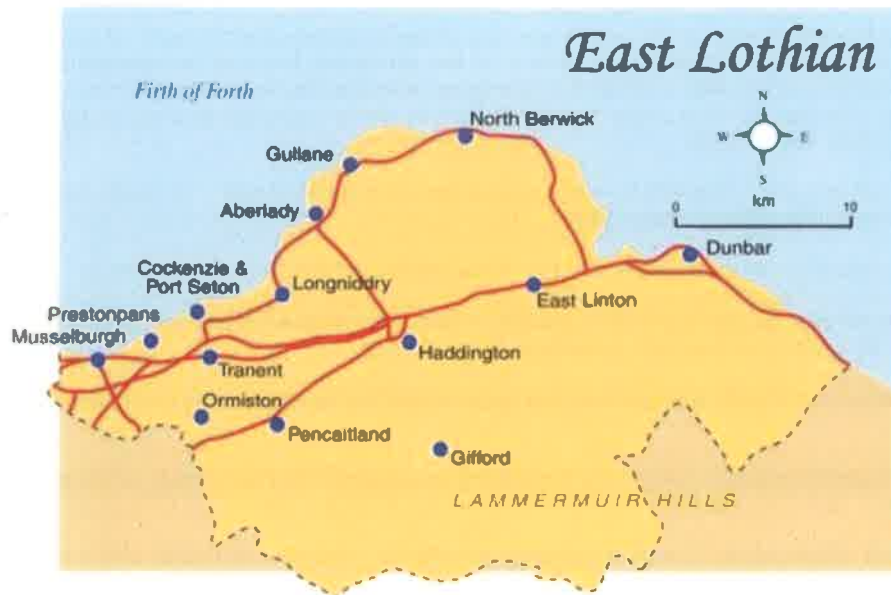 East Lothian
Firth of Forth
N
W E
S
km
0 10
North Berwick
Gullane
Aberlady
Dunbar
Cockenzie &
Port Seton
Longniddry
East Linton
Prestonpans
Musselburgh
Haddington
Tranent
Ormiston
Pencaitland
Gifford
LAMMERMUIR HILLS